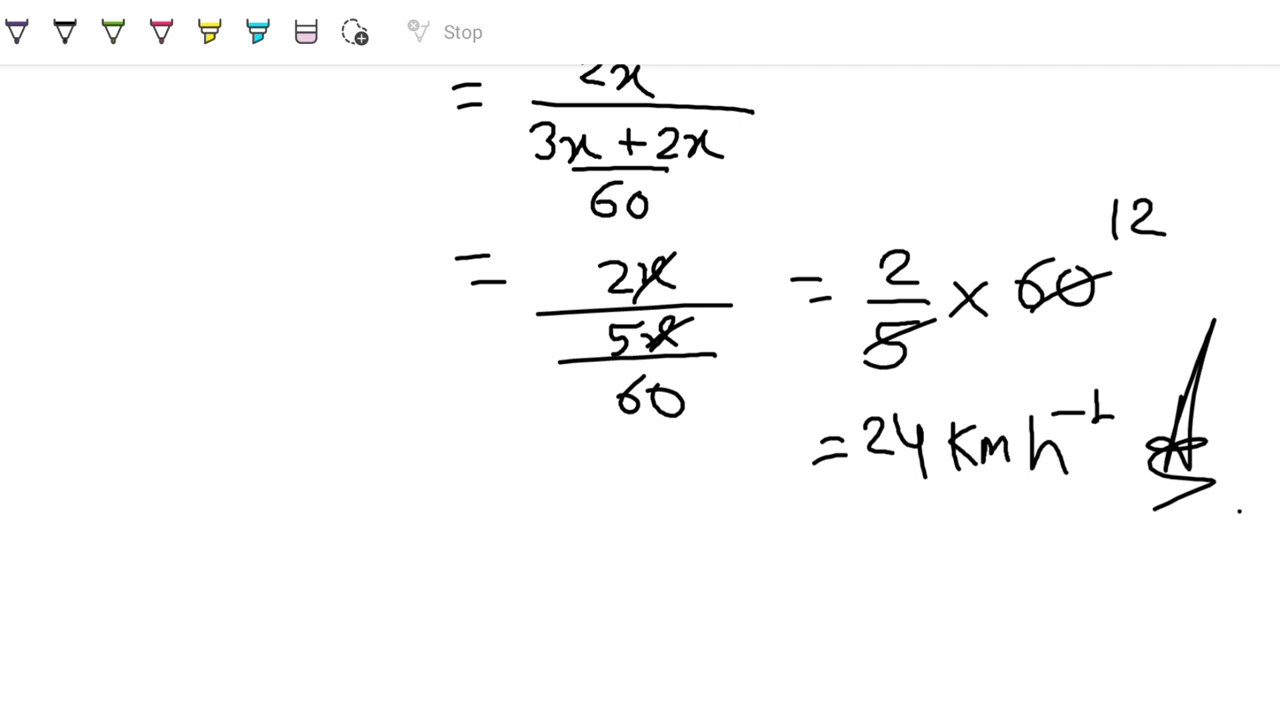 Stop
= 2x
3x + 2x
60
= 2x = 2 × 60 12
5x 5
60
= 24 Km h⁻¹